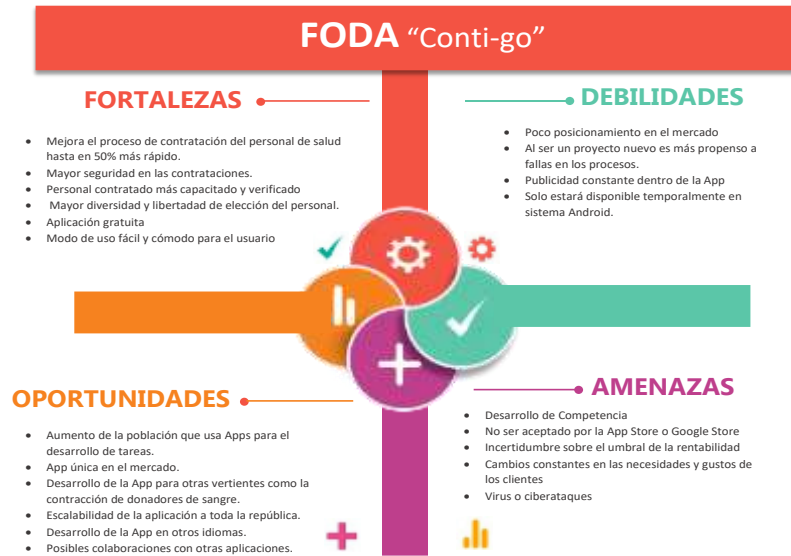 FODA “Conti-go”
FORTALEZAS
• Mejora el proceso de contratación del personal de salud
hasta en 50% más rápido.
• Mayor seguridad en las contrataciones.
• Personal contratado más capacitado y verificado
• Mayor diversidad y libertadad de elección del personal.
• Aplicación gratuita
• Modo de uso fácil y cómodo para el usuario
DEBILIDADES
• Poco posicionamiento en el mercado
• Al ser un proyecto nuevo es más propenso a
fallas en los procesos.
• Publicidad constante dentro de la App
• Solo estará disponible temporalmente en
sistema Android.
OPORTUNIDADES
• Aumento de la población que usa Apps para el
desarrollo de tareas.
• App única en el mercado.
• Desarrollo de la App para otras vertientes como la
contracción de donadores de sangre.
• Escalabilidad de la aplicación a toda la república.
• Desarrollo de la App en otros idiomas.
• Posibles colaboraciones con otras aplicaciones.
AMENAZAS
• Desarrollo de Competencia
• No ser aceptado por la App Store o Google Store
• Incertidumbre sobre el umbral de la rentabilidad
• Cambios constantes en las necesidades y gustos de
los clientes
• Virus o ciberataques